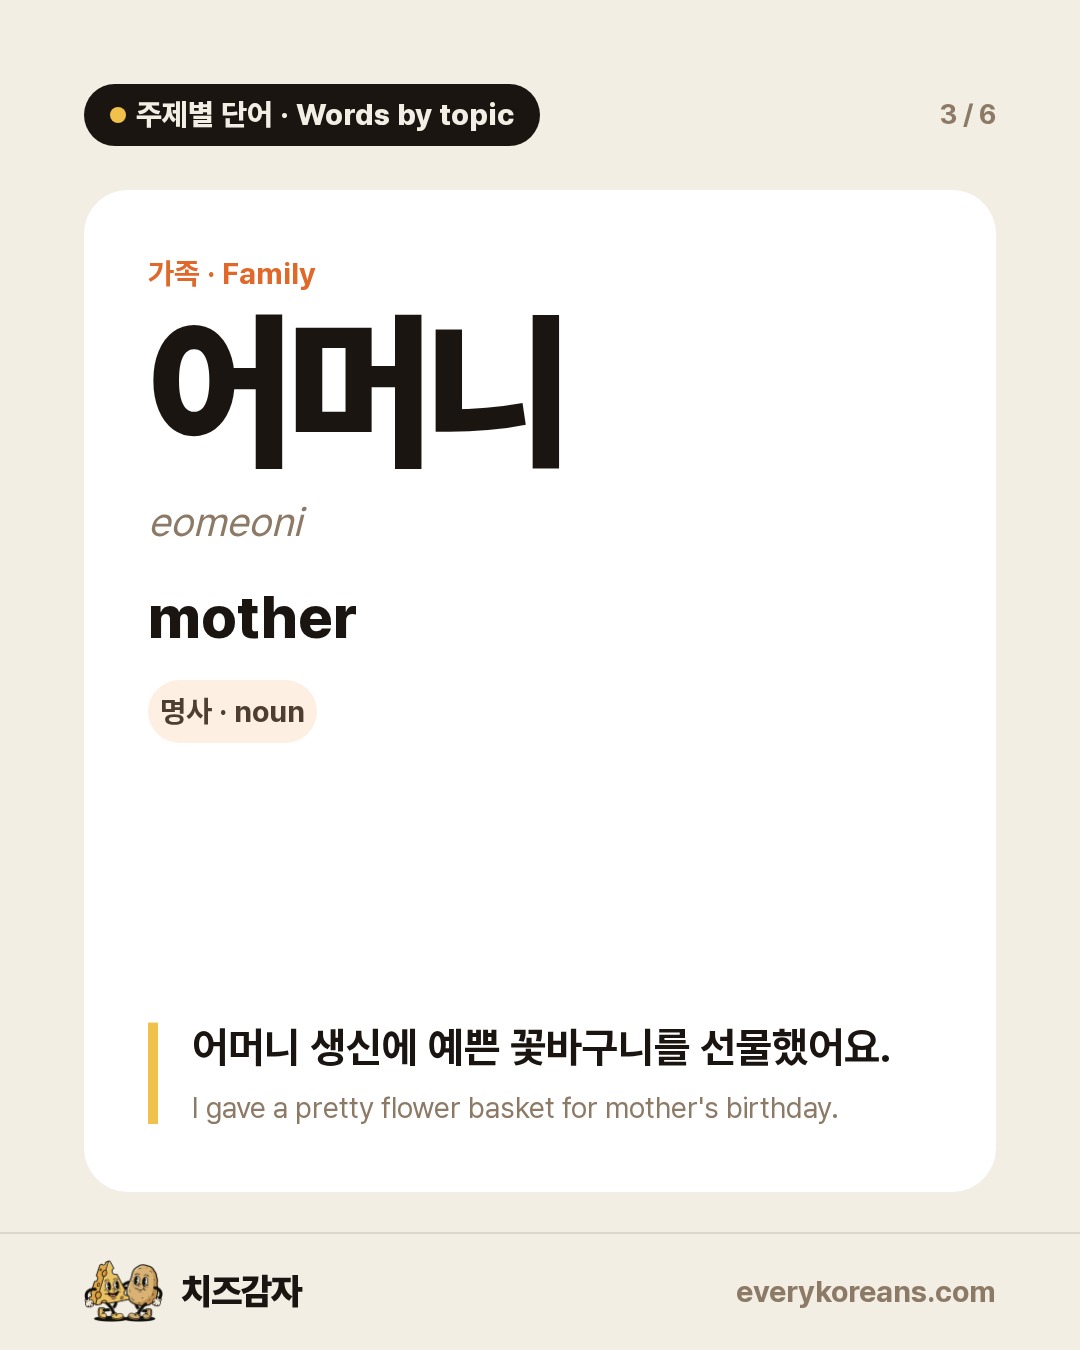 주제별 단어 · Words by topic
3 / 6
가족 · Family
어머니
eomeoni
mother
명사 · noun
어머니 생신에 예쁜 꽃바구니를 선물했어요.
I gave a pretty flower basket for mother's birthday.
치즈감자
everykoreans.com